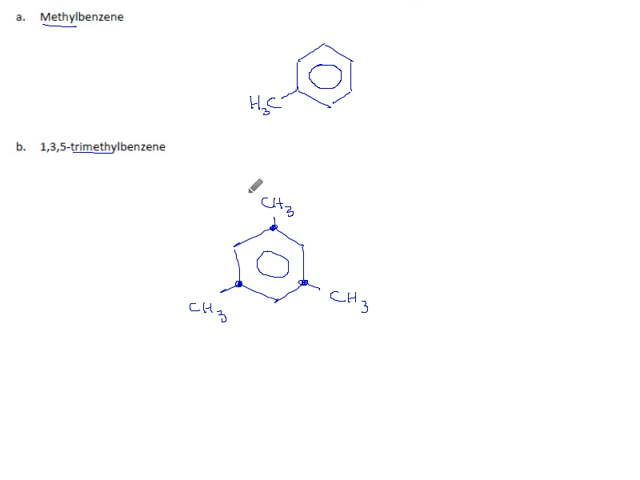 a. Methylbenzene
H3C
b. 1,3,5-trimethylbenzene
CH3
CH3
CH3